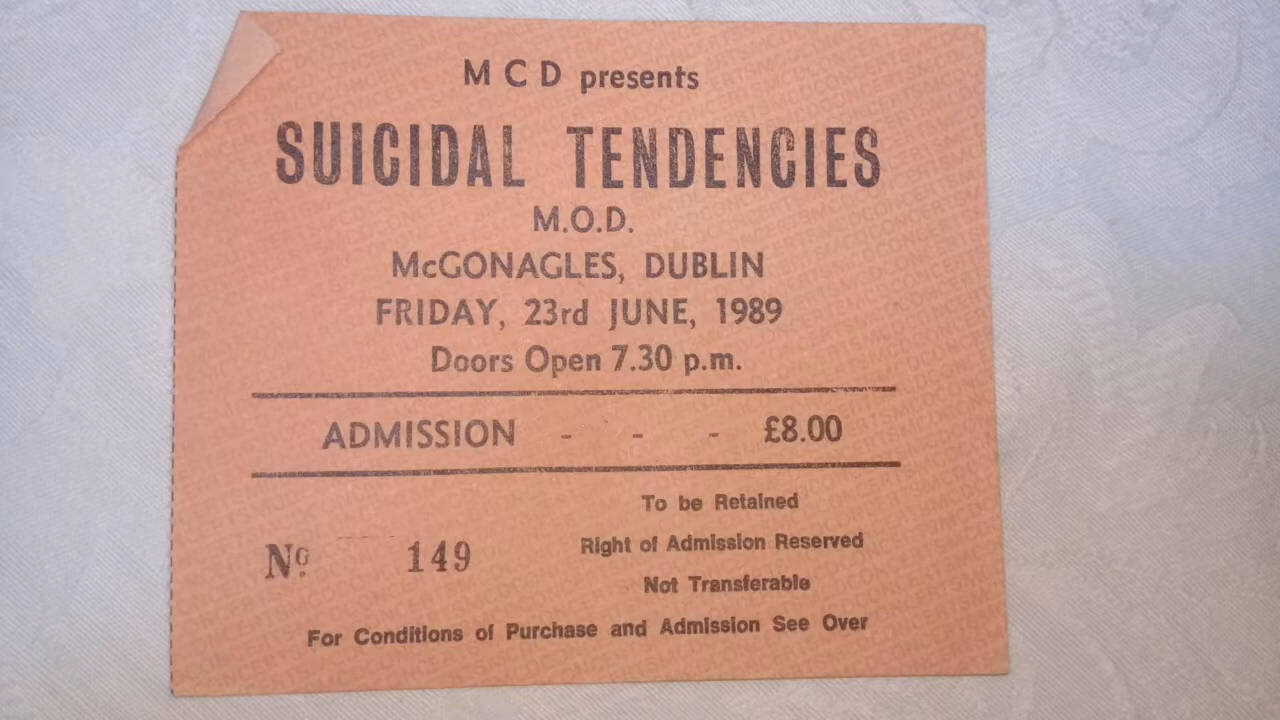 M C D presents
SUICIDAL TENDENCIES
M.O.D.
McGONAGLES, DUBLIN
FRIDAY, 23rd JUNE, 1989
Doors Open 7.30 p.m.
ADMISSION - - - £8.00
To be Retained
Nº 149 Right of Admission Reserved
Not Transferable
For Conditions of Purchase and Admission See Over